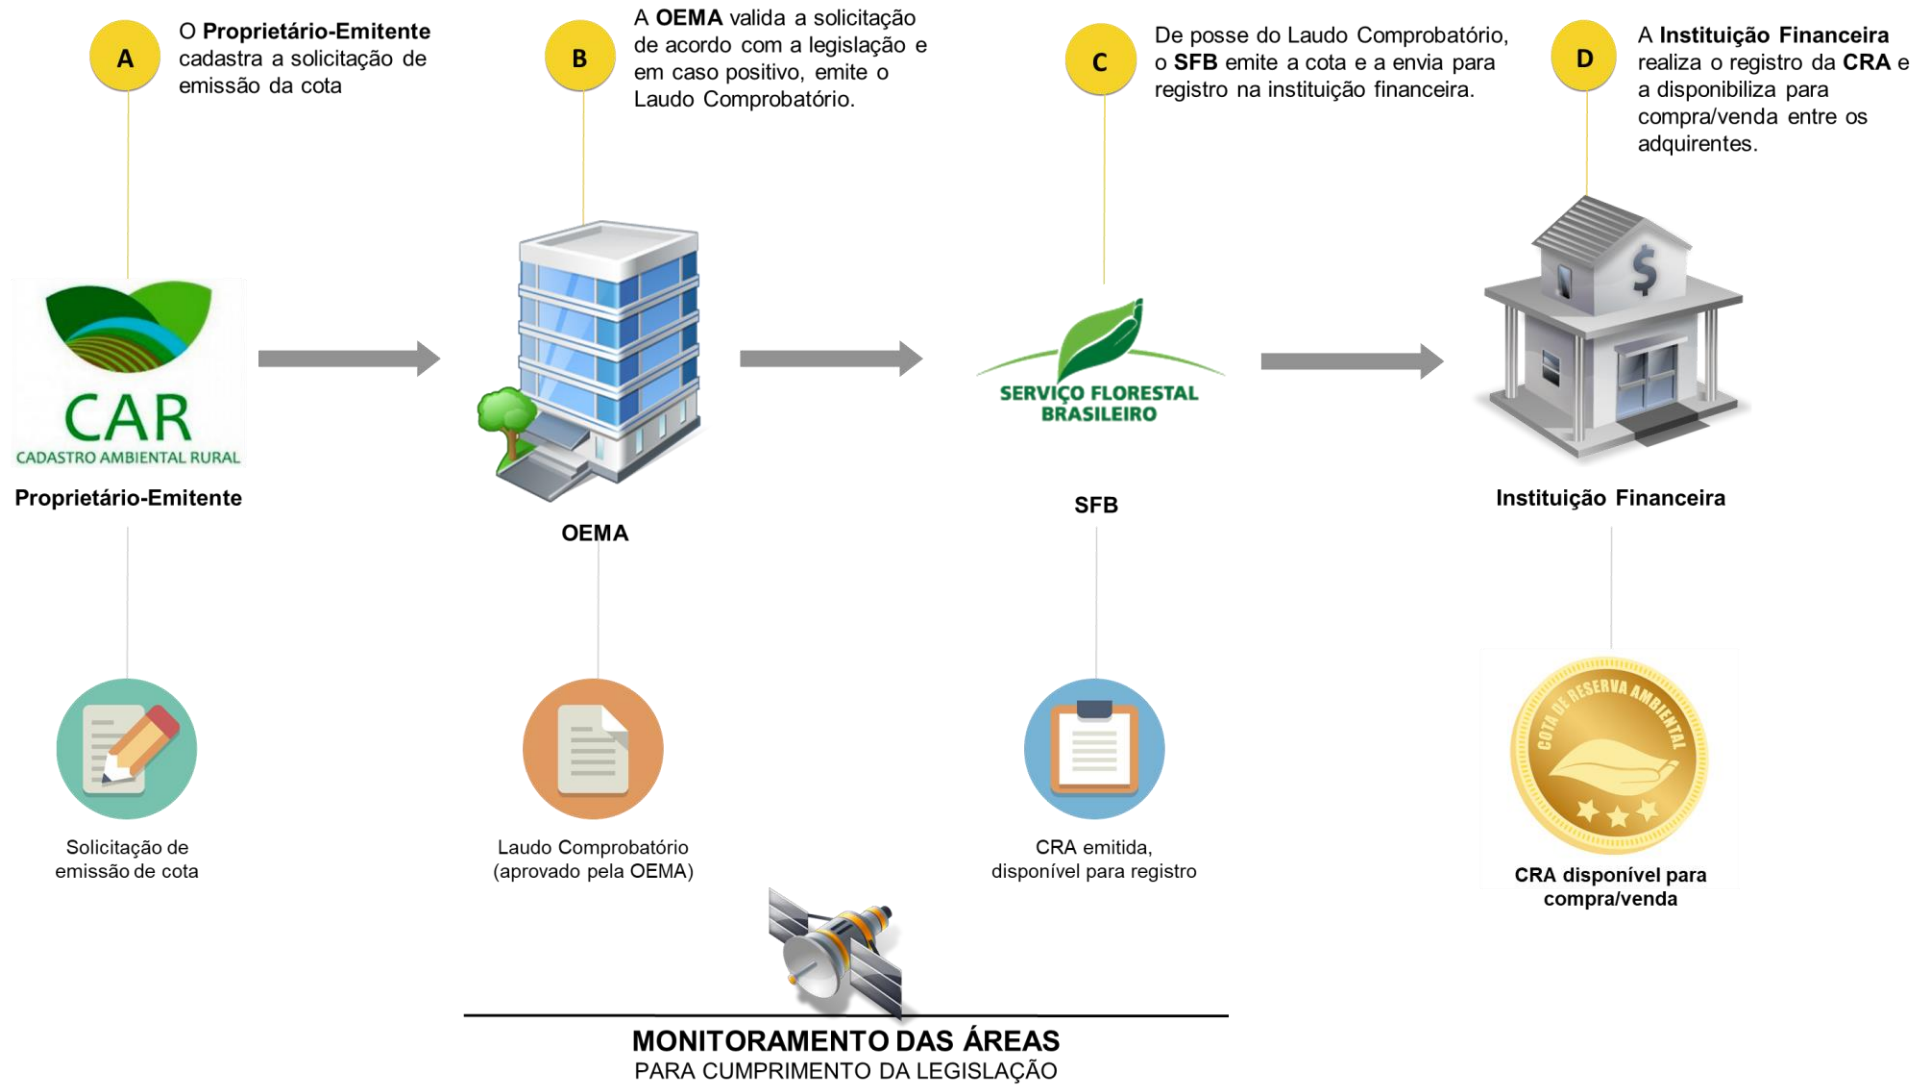 A
O Proprietário-Emitente
cadastra a solicitação de
emissão da cota
B
A OEMA valida a solicitação
de acordo com a legislação e
em caso positivo, emite o
Laudo Comprobatório.
C
De posse do Laudo Comprobatório,
o SFB emite a cota e a envia para
registro na instituição financeira.
D
A Instituição Financeira
realiza o registro da CRA e
a disponibiliza para
compra/venda entre os
adquirentes.
CAR
CADASTRO AMBIENTAL RURAL
Proprietário-Emitente
OEMA
SERVIÇO FLORESTAL
BRASILEIRO
SFB
$
Instituição Financeira
Solicitação de
emissão de cota
Laudo Comprobatório
(aprovado pela OEMA)
CRA emitida,
disponível para registro
COTA DE RESERVA AMBIENTAL
CRA disponível para
compra/venda
MONITORAMENTO DAS ÁREAS
PARA CUMPRIMENTO DA LEGISLAÇÃO